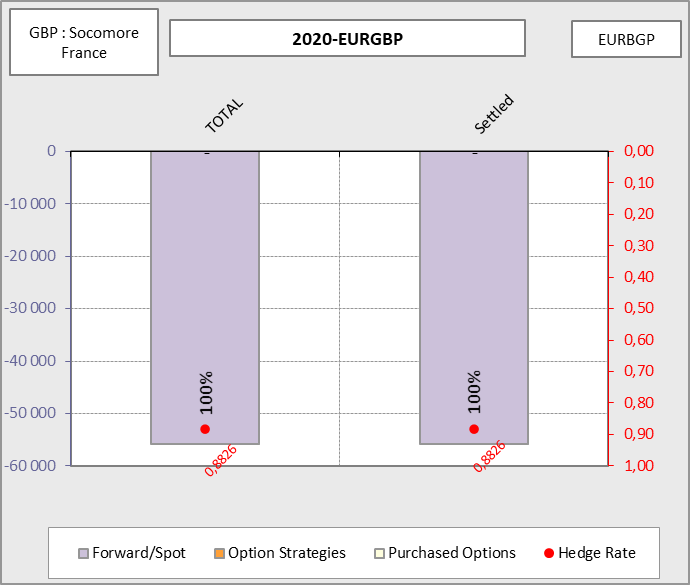 GBP : Socomore
France
2020-EURGBP
EURBGP
TOTAL
Settled
0
-10 000
-20 000
-30 000
-40 000
-50 000
-60 000
0,00
0,10
0,20
0,30
0,40
0,50
0,60
0,70
0,80
0,90
1,00
-
-
100%
100%
0,8826
0,8826
Forward/Spot
Option Strategies
Purchased Options
Hedge Rate